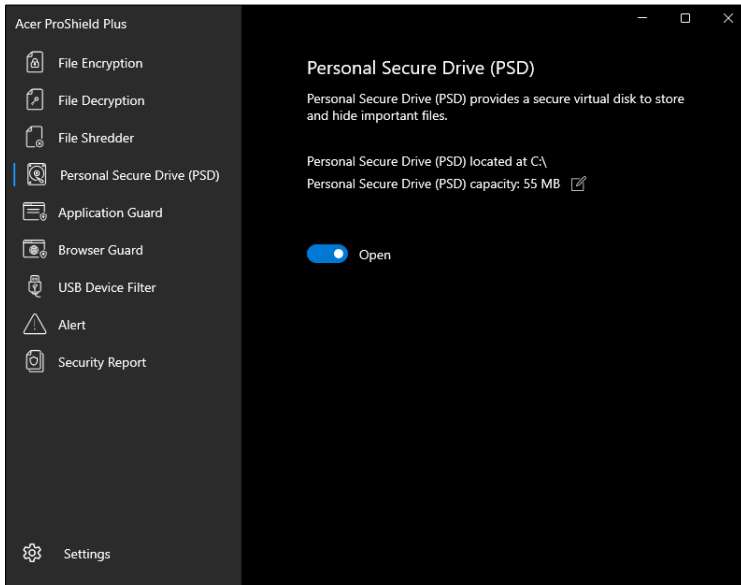 Acer ProShield Plus
File Encryption
File Decryption
File Shredder
Personal Secure Drive (PSD)
Application Guard
Browser Guard
USB Device Filter
Alert
Security Report
Settings
Personal Secure Drive (PSD)
Personal Secure Drive (PSD) provides a secure virtual disk to store
and hide important files.
Personal Secure Drive (PSD) located at C:\
Personal Secure Drive (PSD) capacity: 55 MB
Open